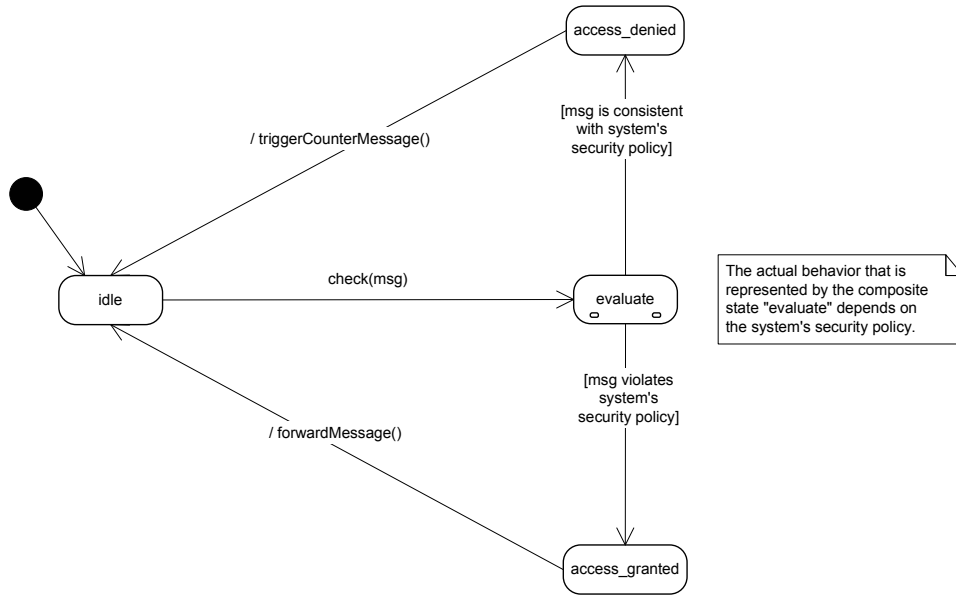 access_denied
[msg is consistent
with system's
security policy]
/ triggerCounterMessage()
check(msg)
idle
evaluate
The actual behavior that is
represented by the composite
state "evaluate" depends on
the system's security policy.
[msg violates
system's
security policy]
/ forwardMessage()
access_granted